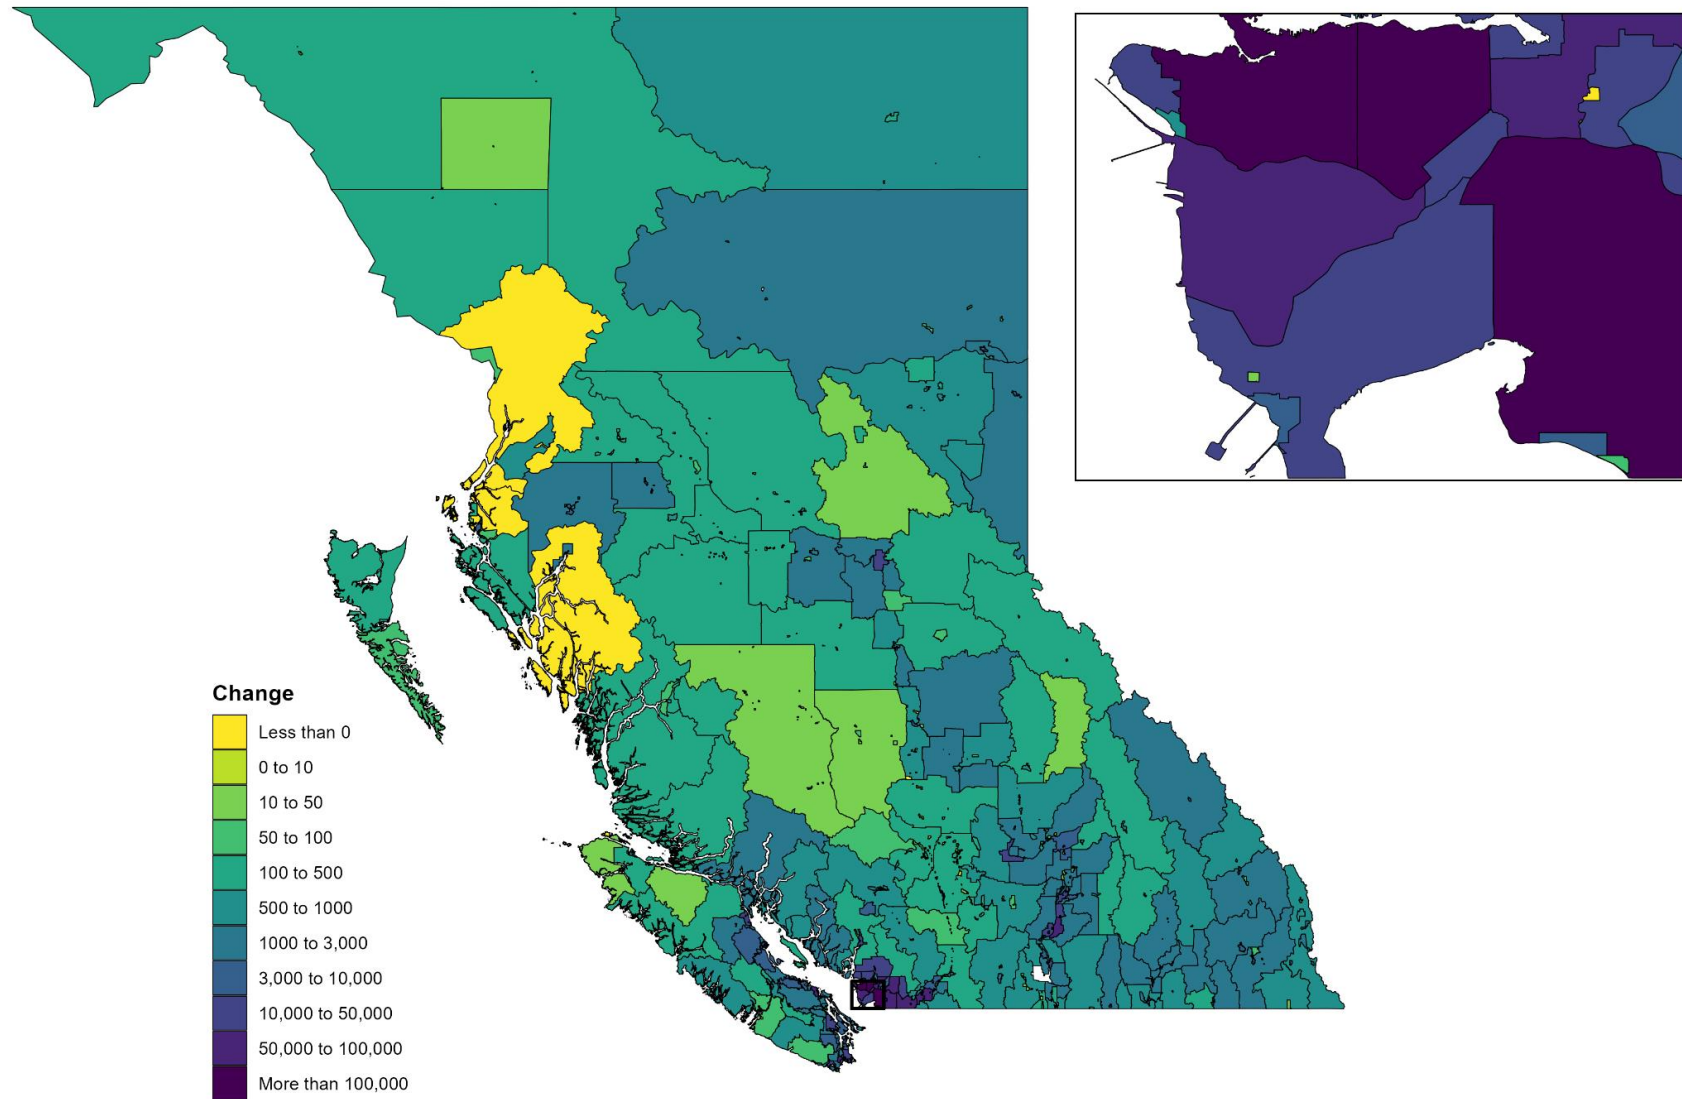 Change
Less than 0
0 to 10
10 to 50
50 to 100
100 to 500
500 to 1000
1000 to 3,000
3,000 to 10,000
10,000 to 50,000
50,000 to 100,000
More than 100,000